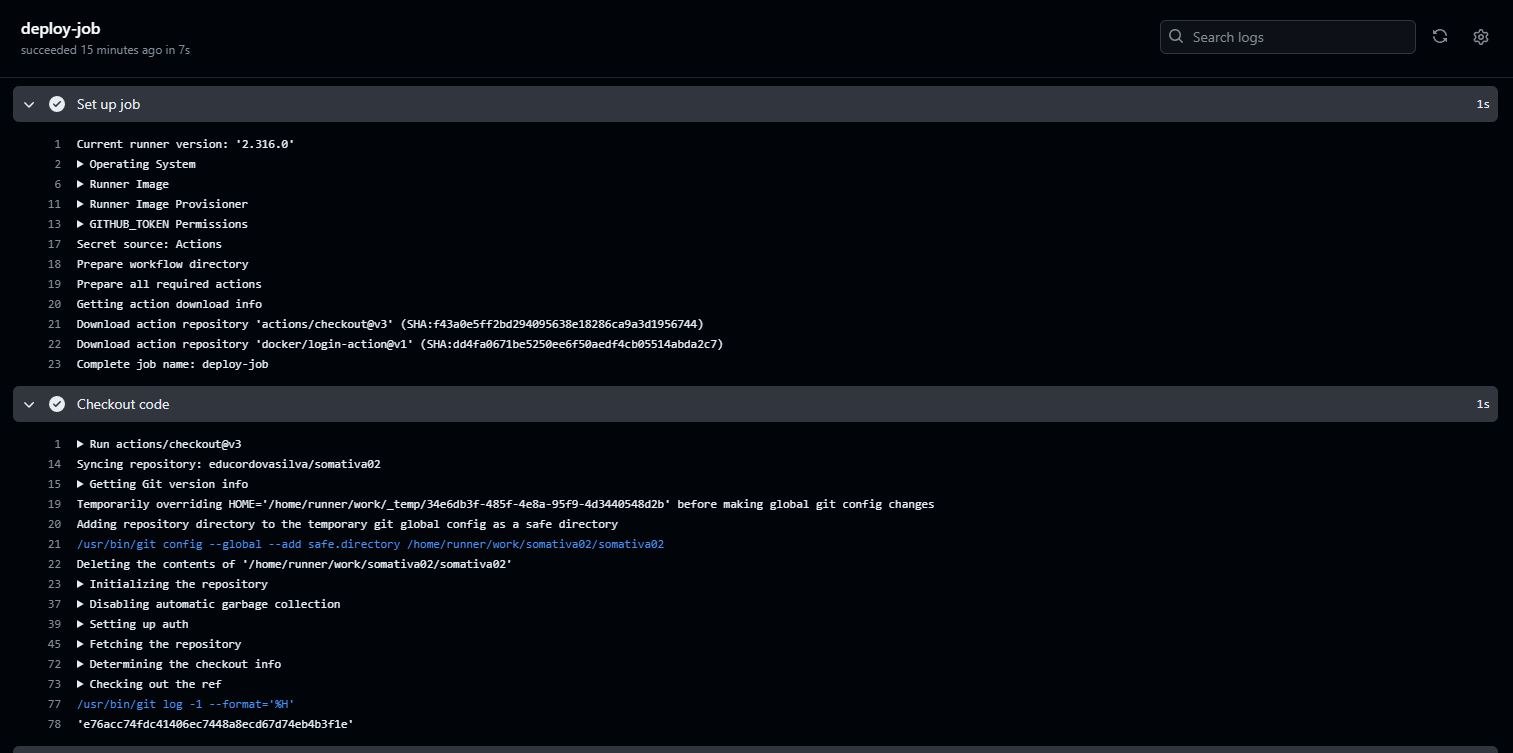 deploy-job
succeeded 15 minutes ago in 7s
Search logs
Set up job 1s
1 Current runner version: '2.316.0'
2 Operating System
6 Runner Image
11 Runner Image Provisioner
13 GITHUB_TOKEN Permissions
17 Secret source: Actions
18 Prepare workflow directory
19 Prepare all required actions
20 Getting action download info
21 Download action repository 'actions/checkout@v3' (SHA:f43a0e5ff2bd294095638e18286ca9a3d1956744)
22 Download action repository 'docker/login-action@v1' (SHA:dd4fa0671be5250ee6f50aedf4cb05514abda2c7)
23 Complete job name: deploy-job
Checkout code 1s
1 Run actions/checkout@v3
14 Syncing repository: educordovasilva/somativa02
15 Getting Git version info
19 Temporarily overriding HOME='/home/runner/work/_temp/34e6db3f-485f-4e8a-95f9-4d3440548d2b' before making global git config changes
20 Adding repository directory to the temporary git global config as a safe directory
21 /usr/bin/git config --global --add safe.directory /home/runner/work/somativa02/somativa02
22 Deleting the contents of '/home/runner/work/somativa02/somativa02'
23 Initializing the repository
37 Disabling automatic garbage collection
39 Setting up auth
45 Fetching the repository
72 Determining the checkout info
73 Checking out the ref
77 /usr/bin/git log -1 --format='%H'
78 'e76acc74fdc41406ec7448a8ecd67d74eb4b3f1e'